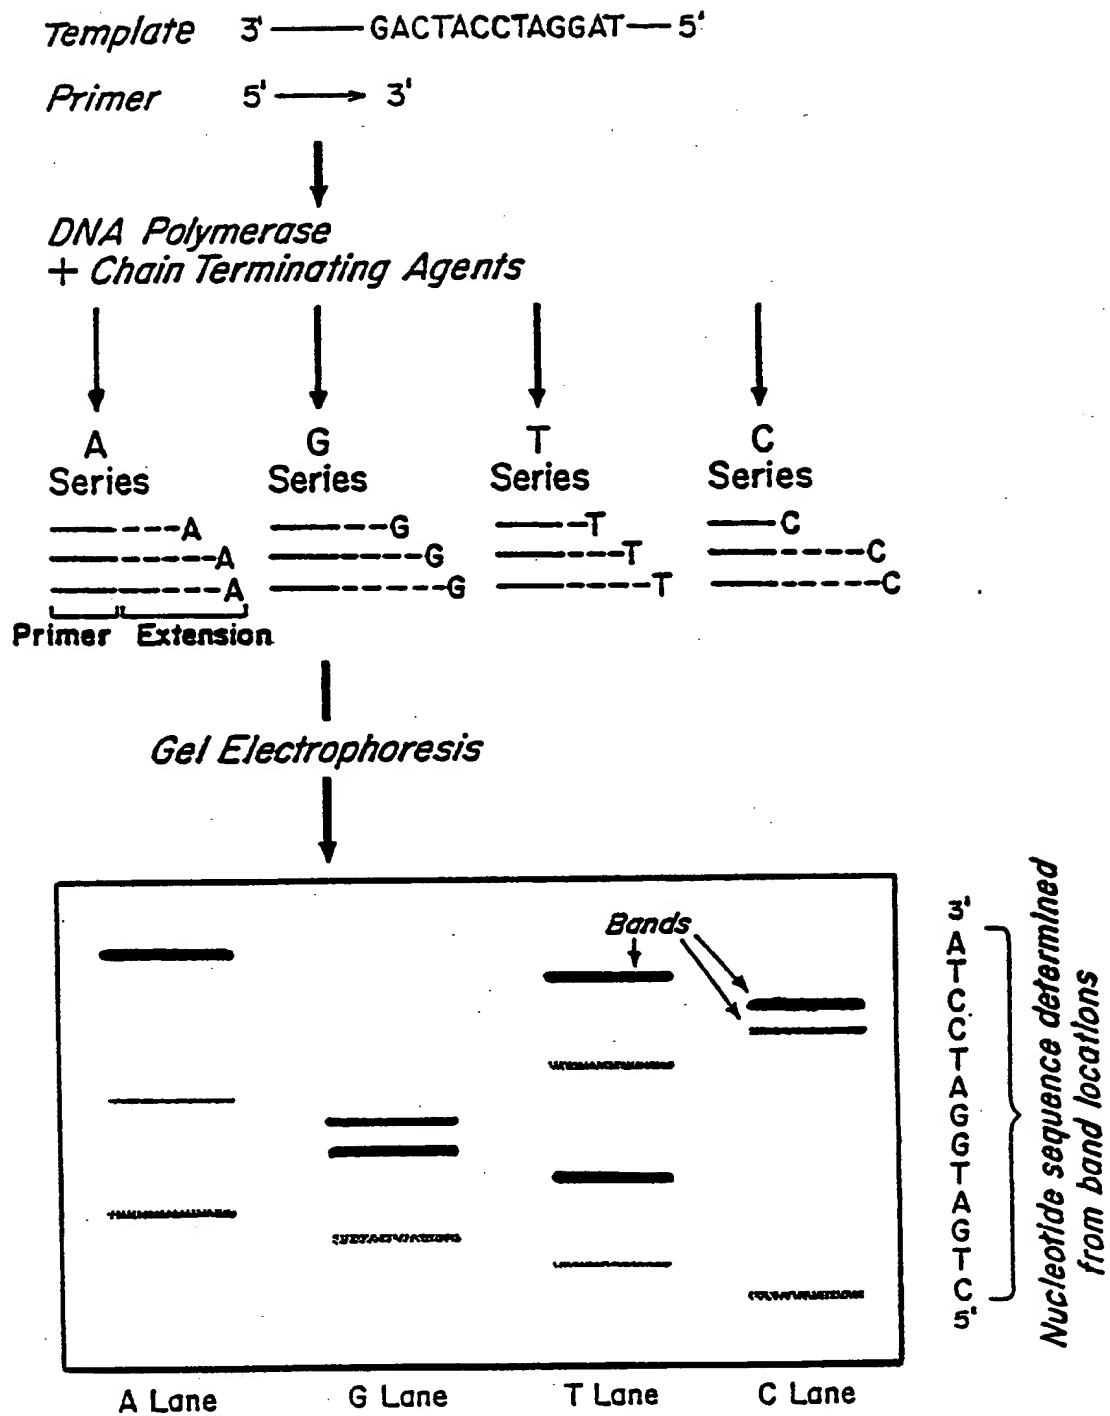 Template 3' GACTACCTAGGAT 5'
Primer 5' 3'
DNA Polymerase
+ Chain Terminating Agents
A G T C
Series Series Series Series
A G T C
A G T C
A G T C
Primer Extension
Gel Electrophoresis
Bands
3'
A
T
C
C
T
A
G
G
T
A
G
T
C
5'
Nucleotide sequence determined
from band locations
A Lane G Lane T Lane C Lane